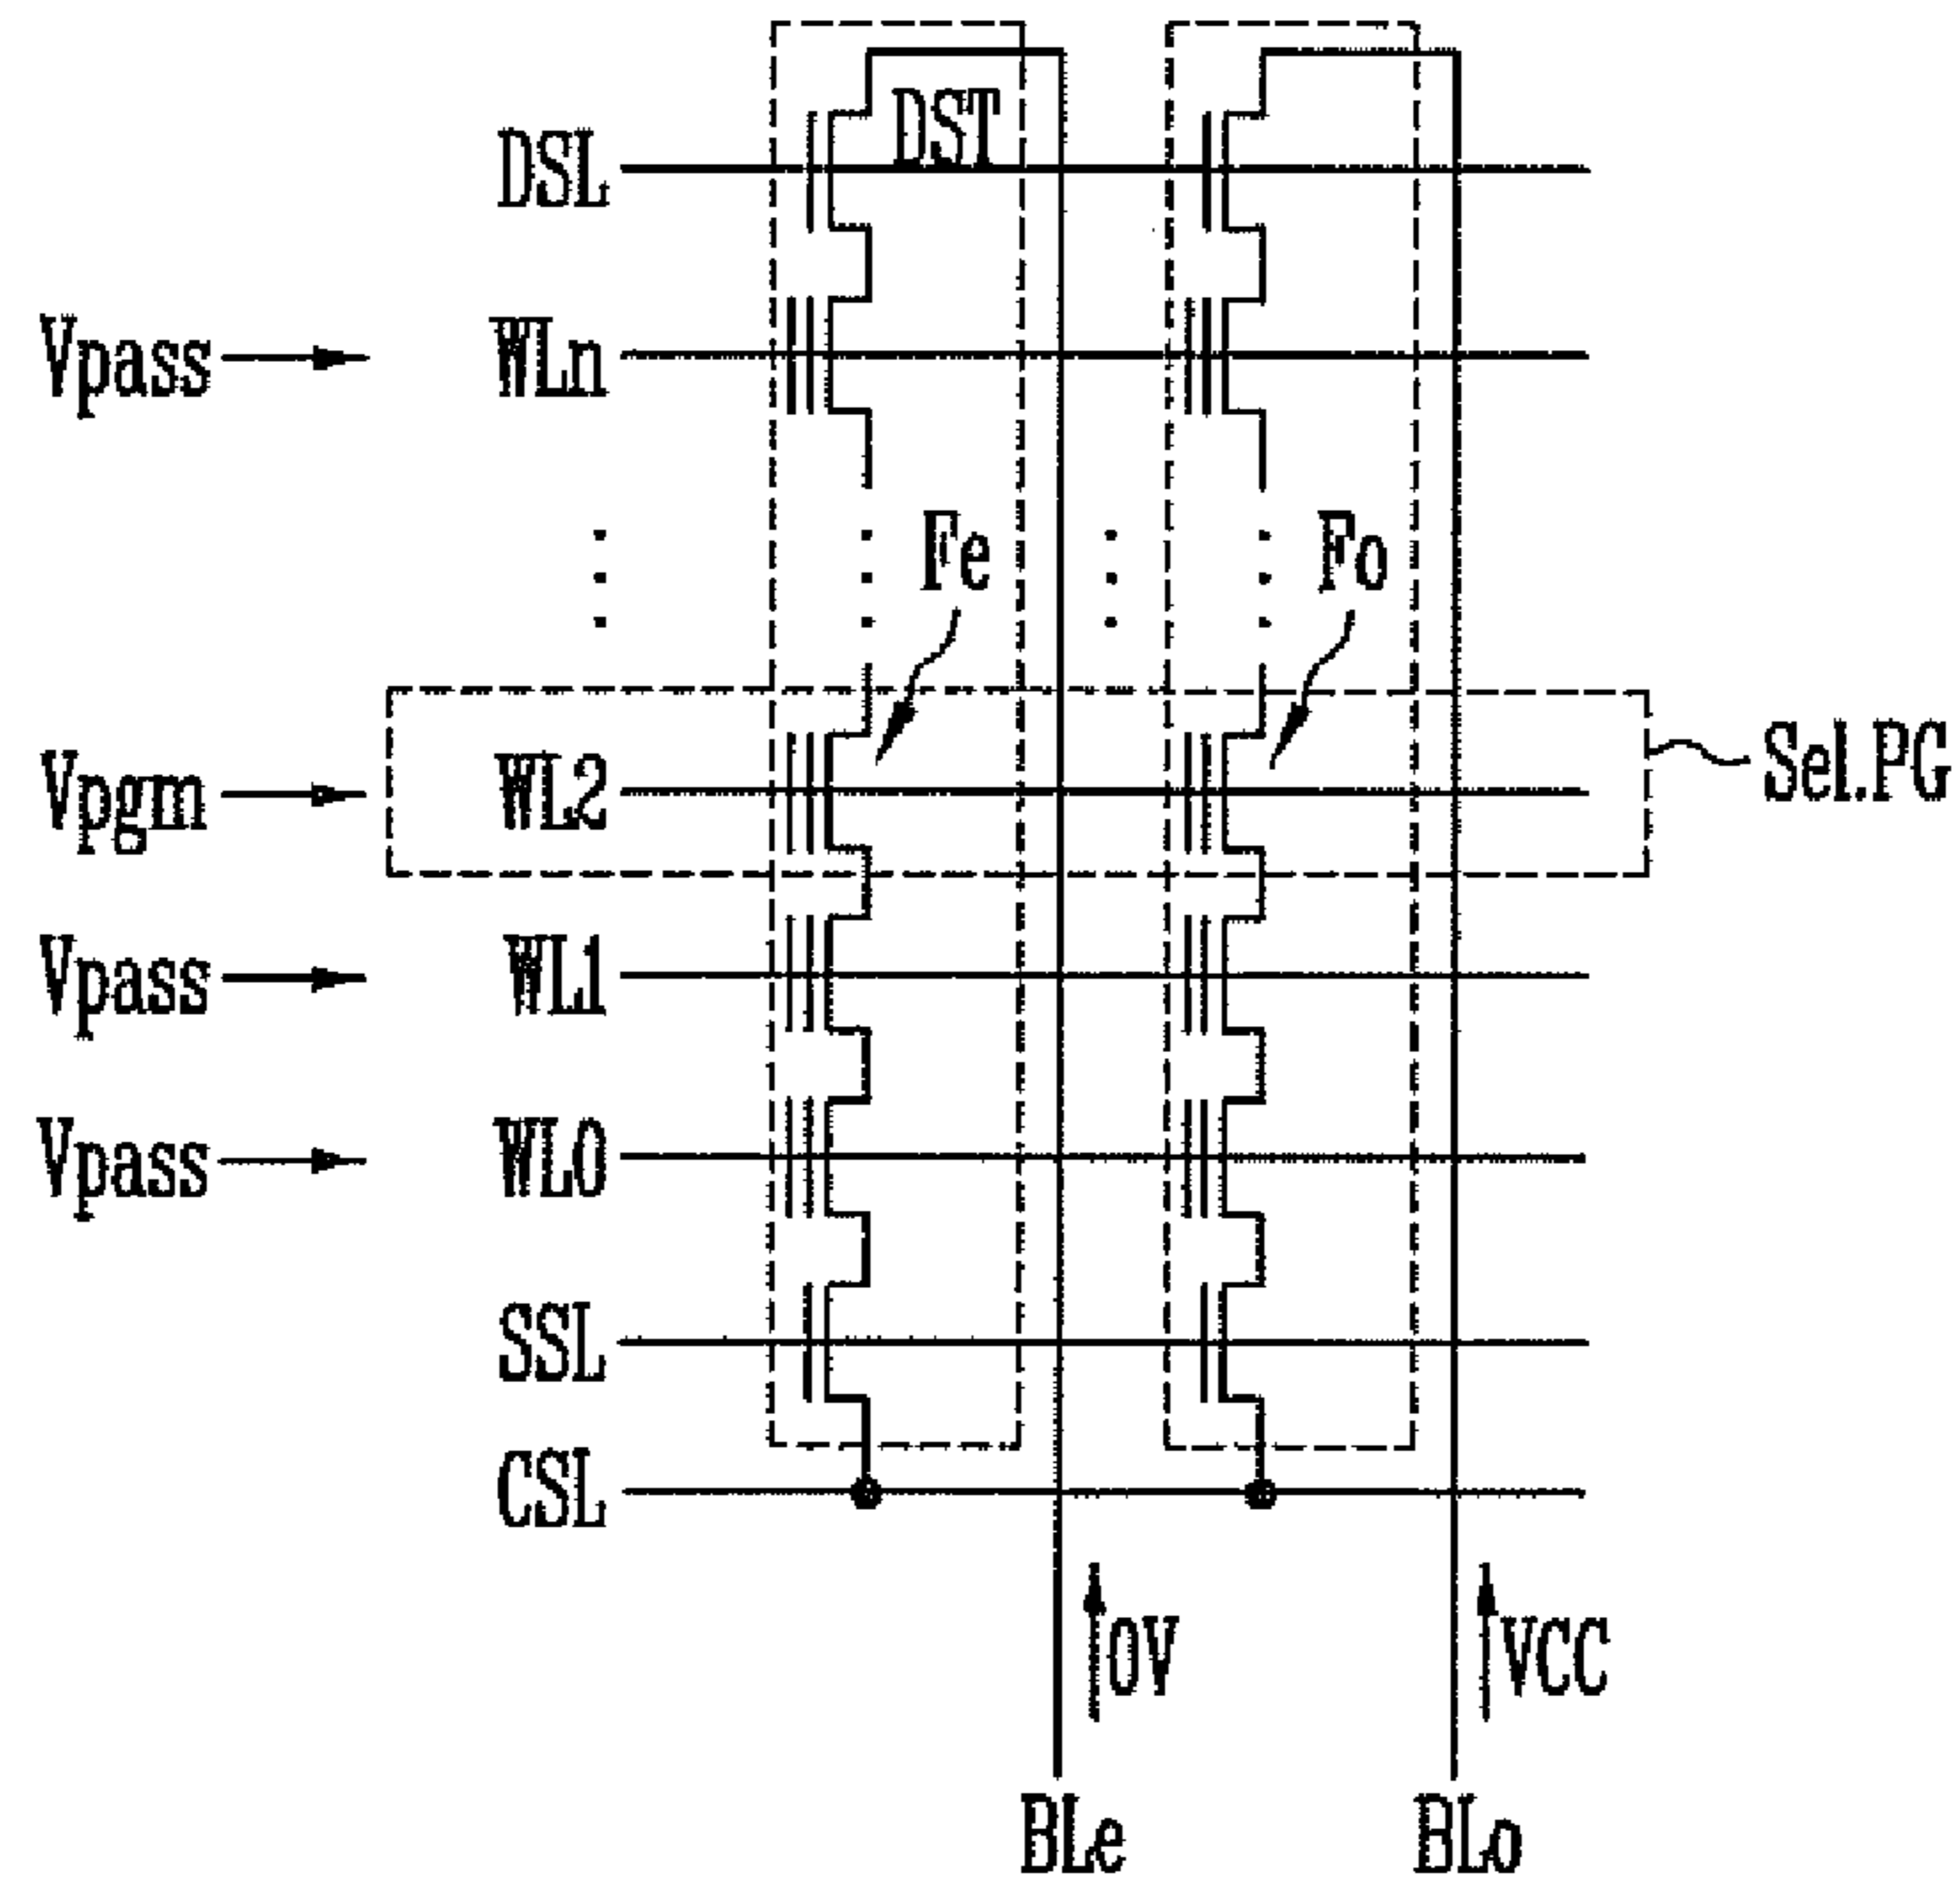 DST
DSL
Vpass WLn
Fe Fo
Vpgm WL2 Sel.PG
Vpass WL1
Vpass WL0
SSL
CSL
0V VCC
BLe BLo